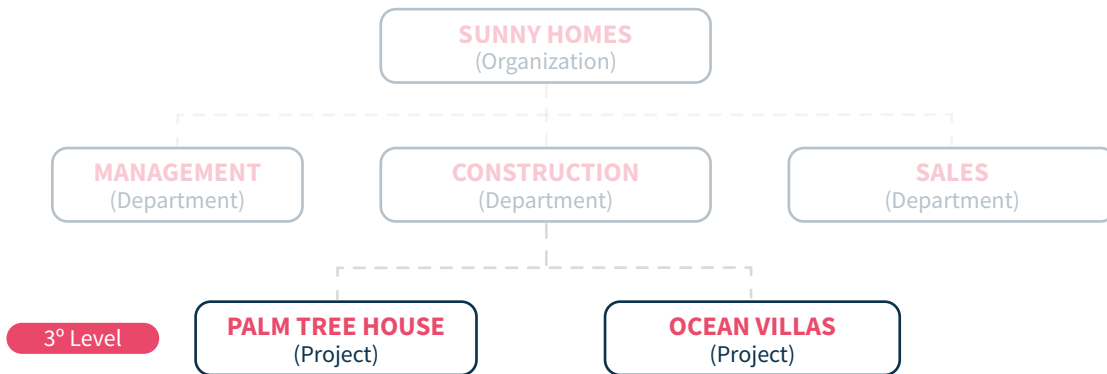 SUNNY HOMES
(Organization)
MANAGEMENT
(Department)
CONSTRUCTION
(Department)
SALES
(Department)
3º Level
PALM TREE HOUSE
(Project)
OCEAN VILLAS
(Project)